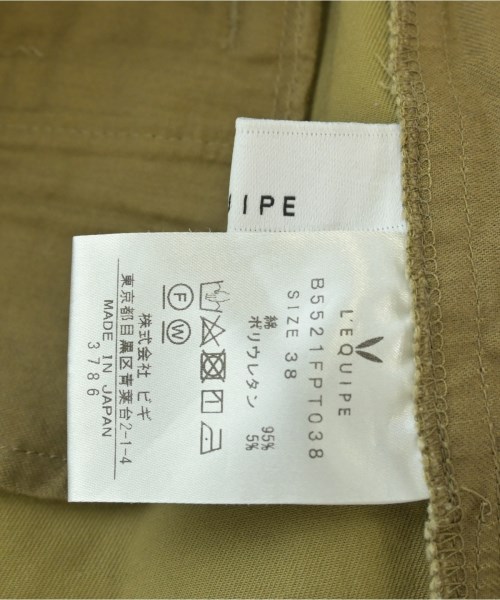 UIPE
L'EQUIPE
B5521FPT038
SIZE 38
綿 95%
ポリウレタン 5%
F W
株式会社 ビギ
東京都目黒区青葉台2-1-4
MADE IN JAPAN
3786